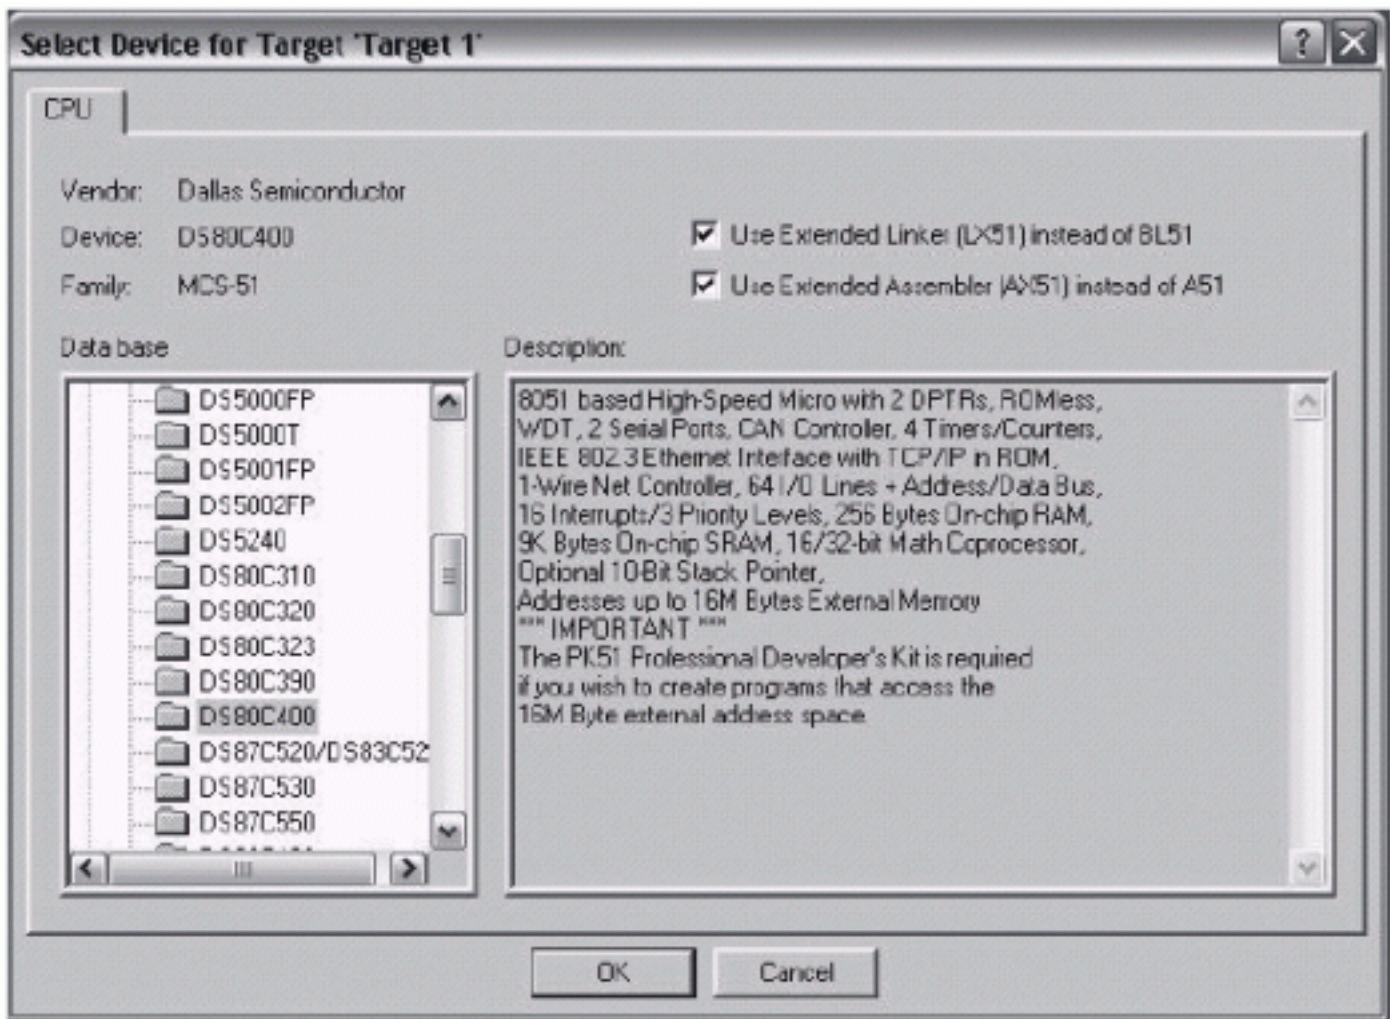 Select Device for Target 'Target 1'
CPU
Vendor: Dallas Semiconductor
Device: DS80C400
Family: MCS-51
Use Extended Linker (LX51) instead of BL51
Use Extended Assembler (AX51) instead of A51
Data base
DS5000FP
DS5000T
DS5001FP
DS5002FP
DS5240
DS80C310
DS80C320
DS80C323
DS80C390
DS80C400
DS87C520/DS83C52
DS87C530
DS87C550
Description:
8051 based High-Speed Micro with 2 DPTRs, ROMless,
WDT, 2 Serial Ports, CAN Controller, 4 Timers/Counters,
IEEE 802.3 Ethernet Interface with TCP/IP in ROM,
1-Wire Net Controller, 64 I/O Lines + Address/Data Bus,
16 Interrupts/3 Priority Levels, 256 Bytes On-chip RAM,
9K Bytes On-chip SRAM, 16/32-bit Math Coprocessor,
Optional 10-Bit Stack Pointer,
Addresses up to 16M Bytes External Memory
*** IMPORTANT ***
The PK51 Professional Developer's Kit is required
if you wish to create programs that access the
16M Byte external address space.
OK
Cancel